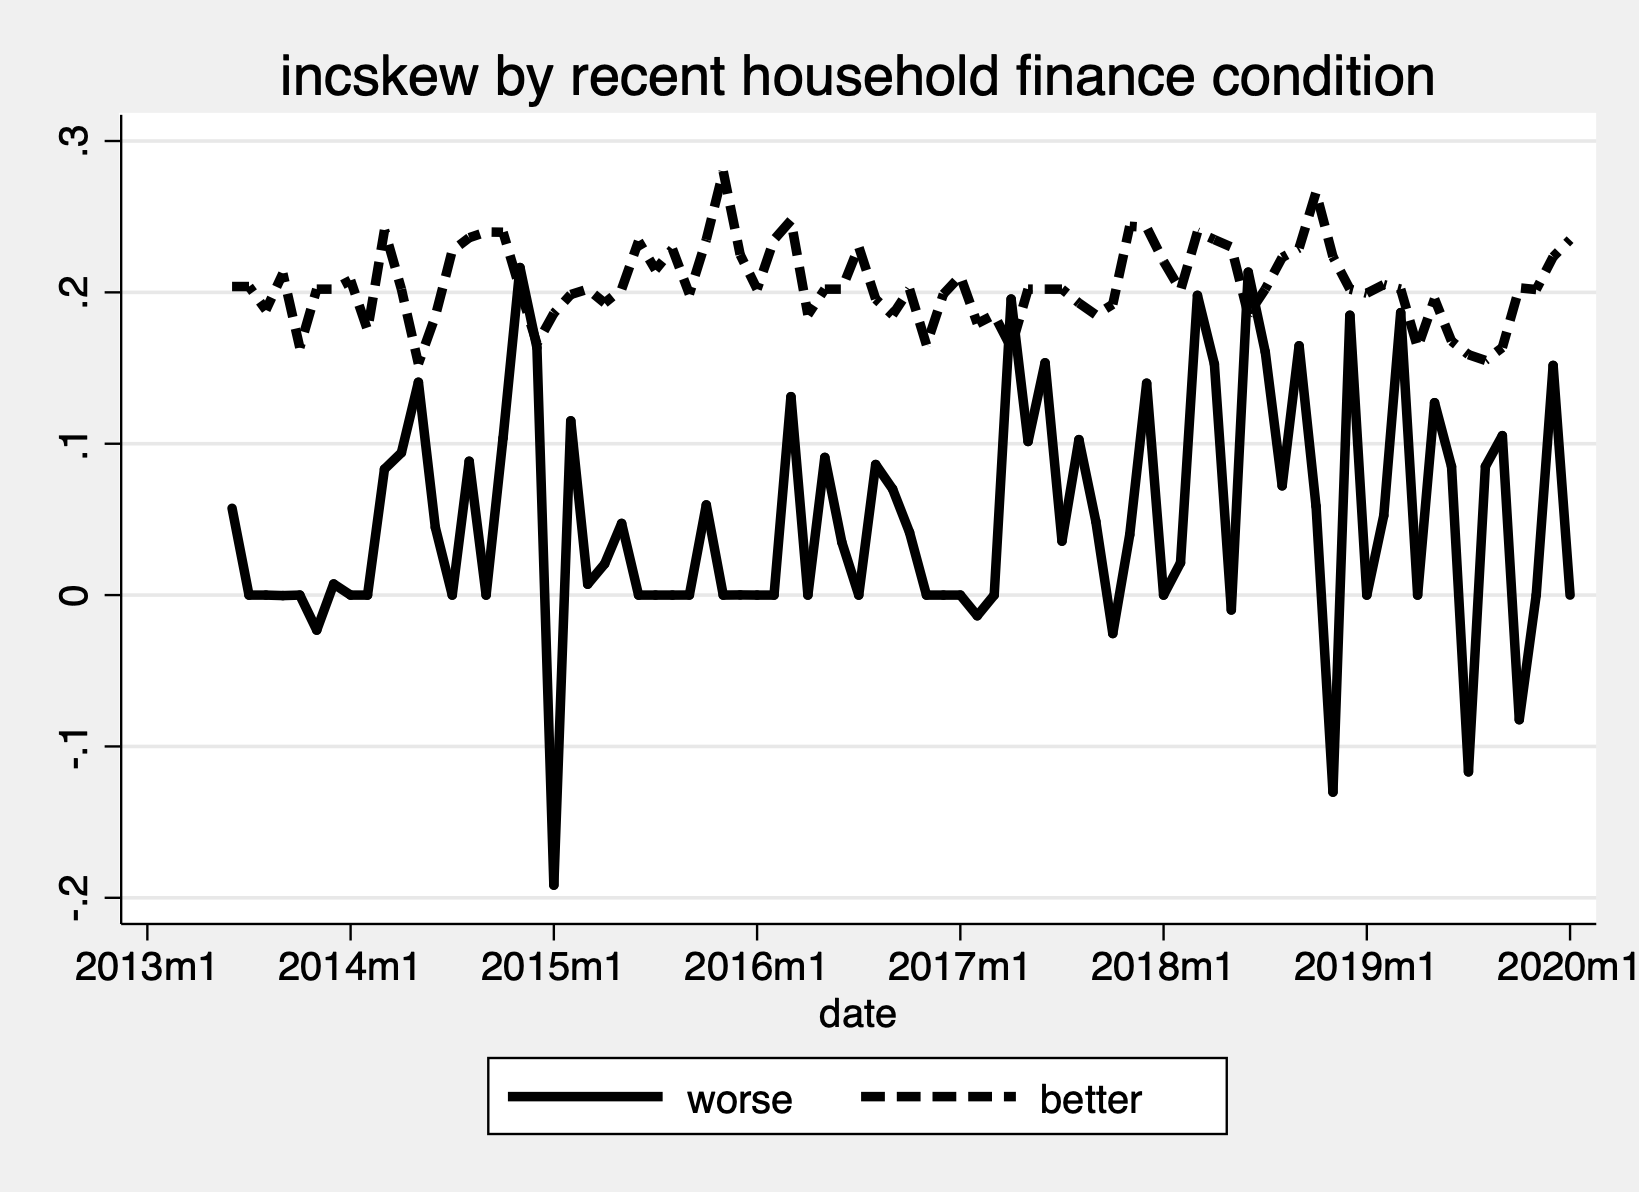 incskew by recent household finance condition
.3
.2
.1
0
-.1
-.2
2013m1 2014m1 2015m1 2016m1 2017m1 2018m1 2019m1 2020m1
date
worse better